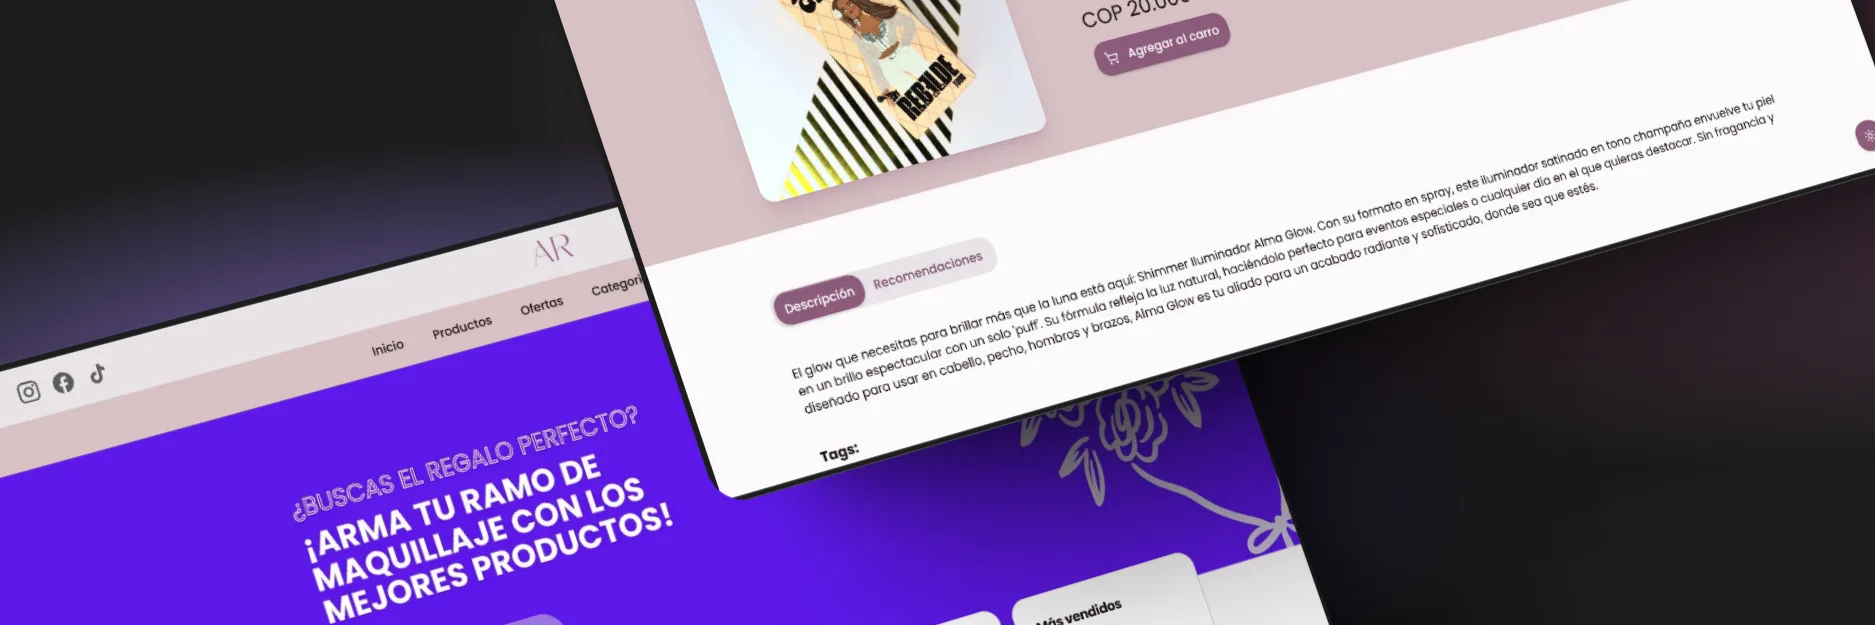 REBILDE
COP 20.000
Agregar al carro
Descripción
Recomendaciones
El glow que necesitas para brillar más que la luna está aquí: Shimmer Iluminador Alma Glow. Con su formato en spray, este iluminador satinado en tono champaña envuelve tu piel
en un brillo espectacular con un solo 'puff'. Su fórmula refleja la luz natural, haciéndolo perfecto para eventos especiales o cualquier día en el que quieras destacar. Sin fragancia y
diseñado para usar en cabello, pecho, hombros y brazos, Alma Glow es tu aliado para un acabado radiante y sofisticado, donde sea que estés.
Tags:
AR
Inicio
Productos
Ofertas
Categorí
¿BUSCAS EL REGALO PERFECTO?
¡ARMA TU RAMO DE
MAQUILLAJE CON LOS
MEJORES PRODUCTOS!
Más vendidos